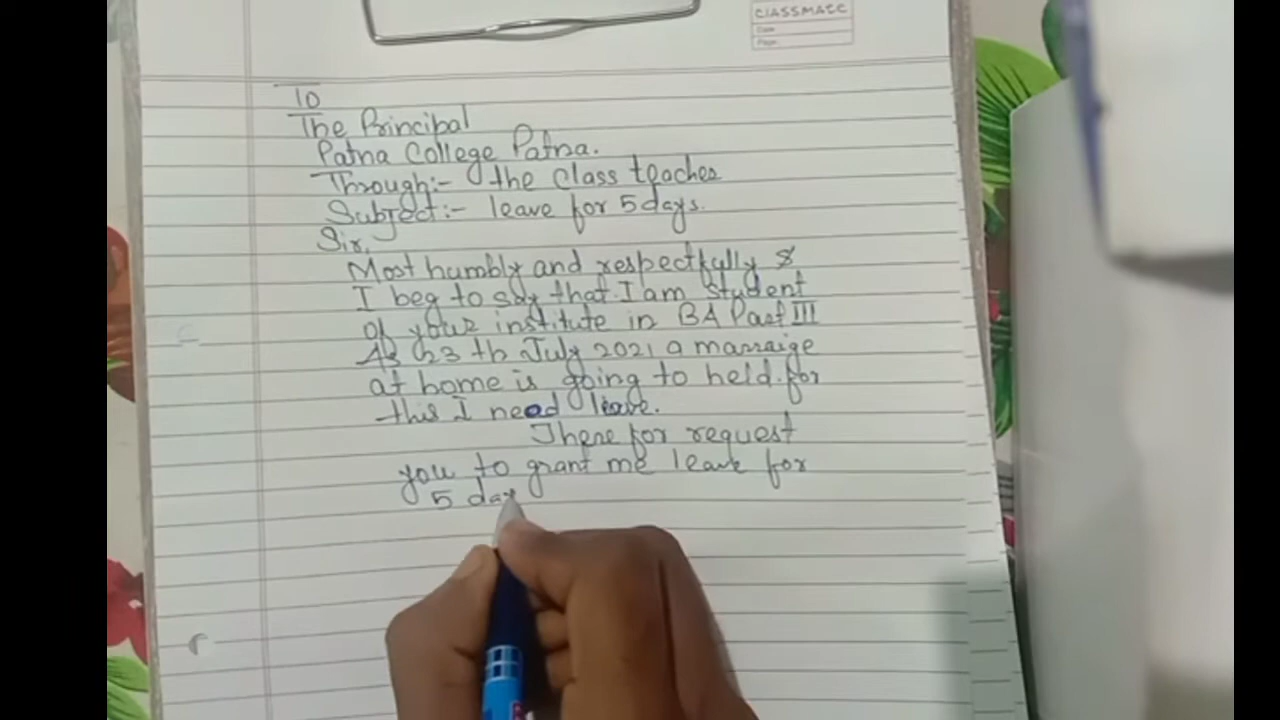 CLASSMATE
Date
Page
To
The Principal
Patna College Patna.
Through:- the class teacher
Subject:- leave for 5 days.
Sir,
Most humbly and respectfully &
I beg to say that I am student
of your institute in BA Part III
As 23 th July 2021 a marraige
at home is going to held for
this I need leave.
There for request
you to grant me leave for
5 day